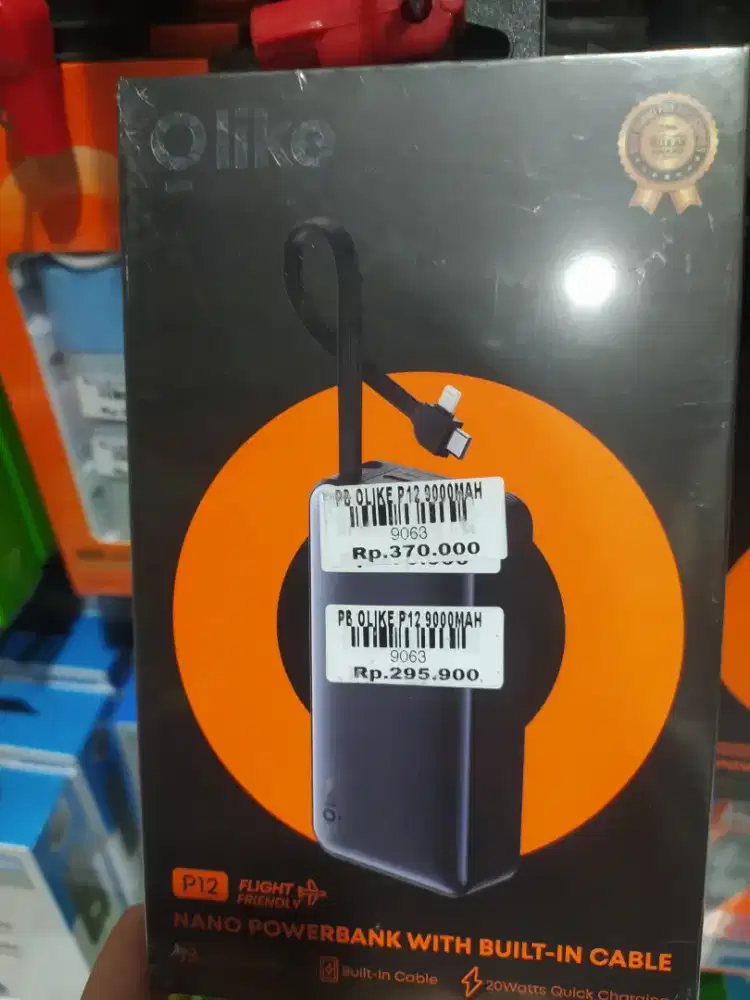 Olike
PB OLIKE P12 9000MAH
9063
Rp.370.000
PB OLIKE P12 9000MAH
9063
Rp.295.900
P12
FLIGHT
FRIENDLY
NANO POWERBANK WITH BUILT-IN CABLE
Built-In Cable
20Watts Quick Charging